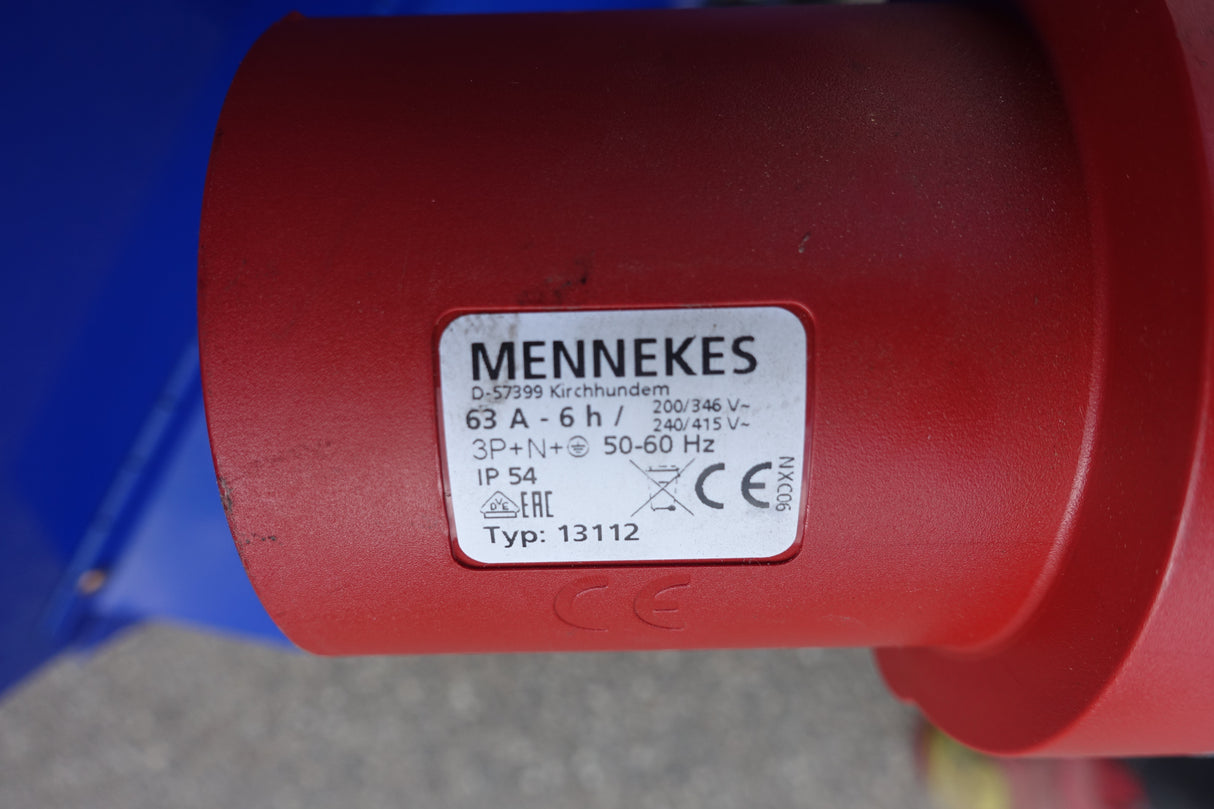 MENNEKES
D-57399 Kirchhundem
63 A - 6 h / 200/346 V~
240/415 V~
3P+N+⏚ 50-60 Hz
IP 54
CE
NXC06
DVE EAC
Typ: 13112
CE